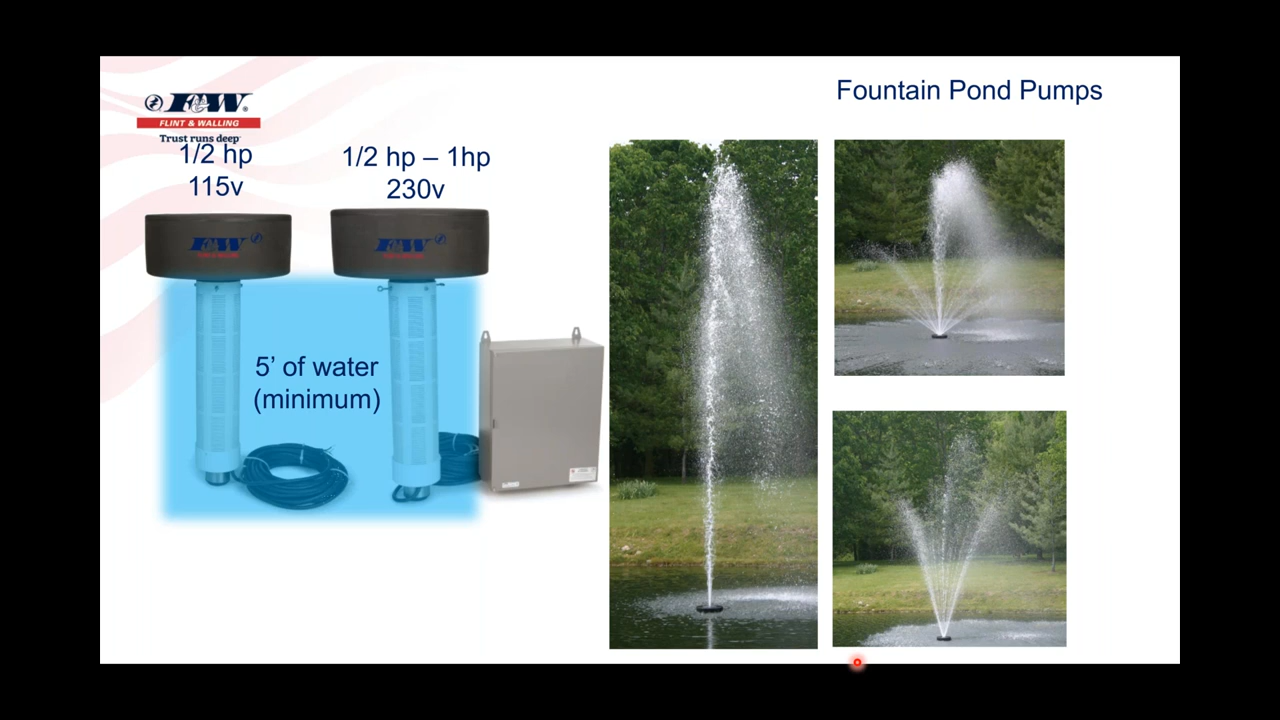 Fountain Pond Pumps
F&W
FLINT & WALLING
Trust runs deep
1/2 hp
115v
1/2 hp – 1hp
230v
F&W
F&W
5’ of water
(minimum)